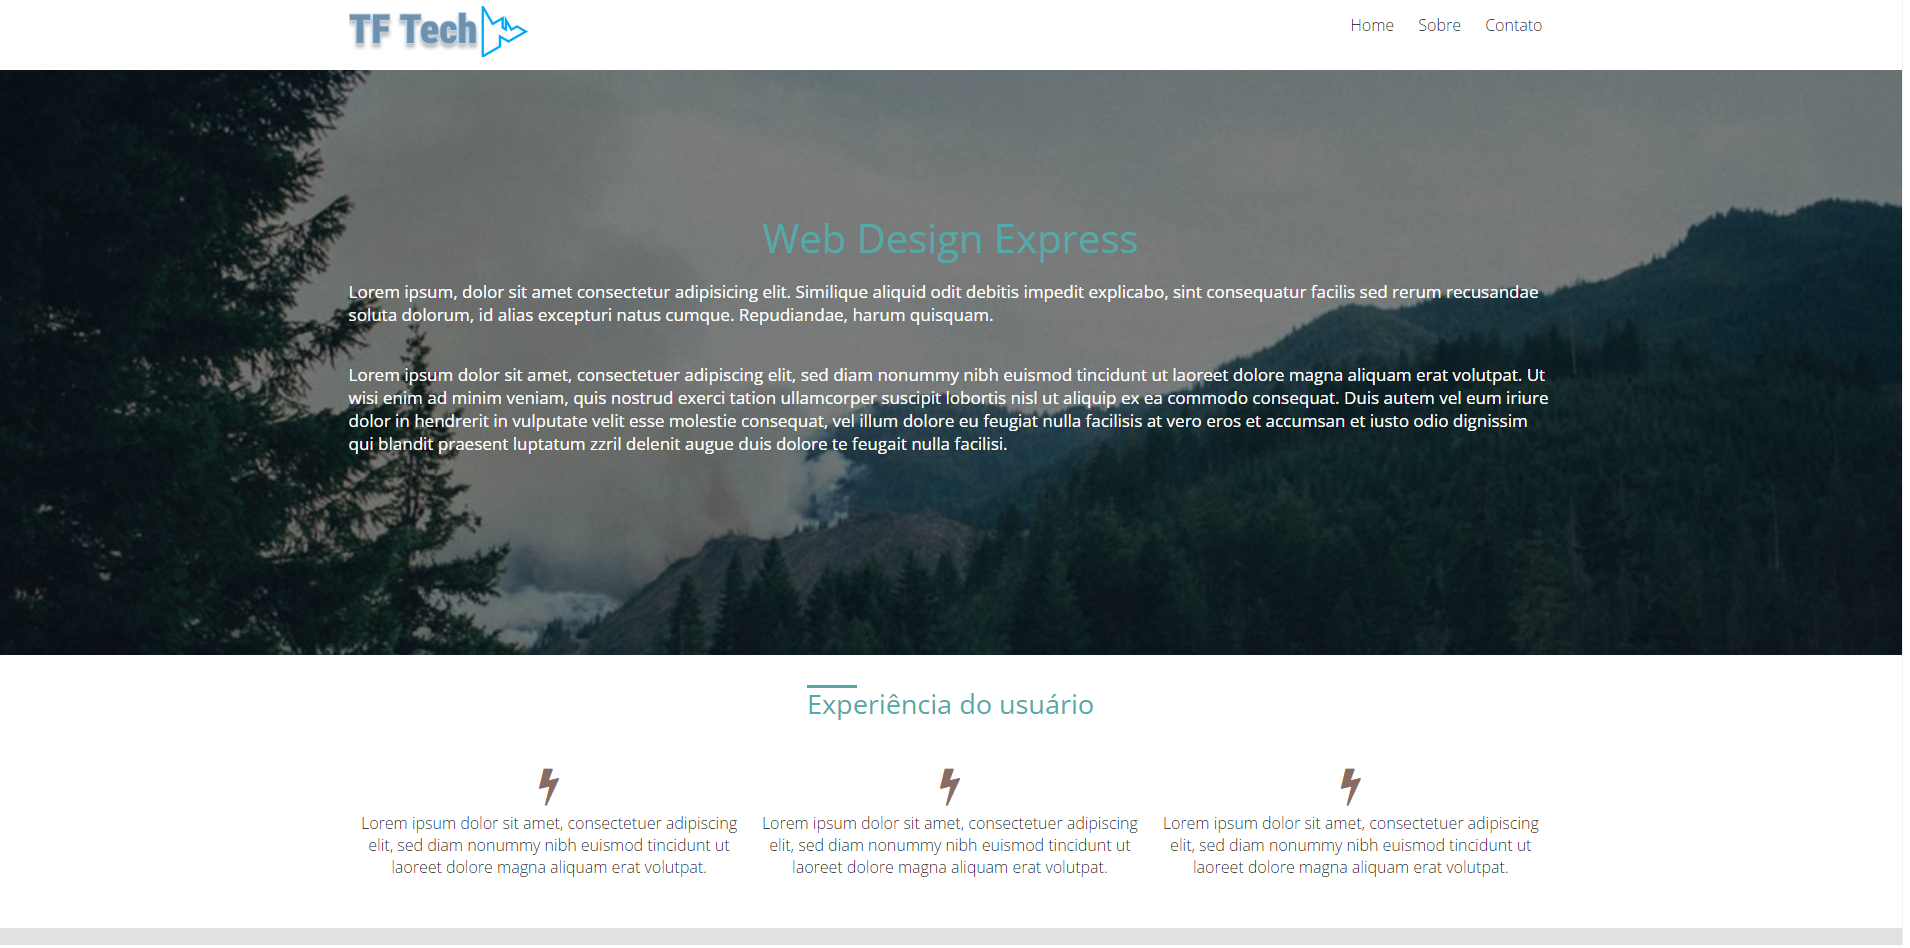 TF Tech
Home Sobre Contato
Web Design Express
Lorem ipsum, dolor sit amet consectetur adipisicing elit. Similique aliquid odit debitis impedit explicabo, sint consequatur facilis sed rerum recusandae
soluta dolorum, id alias excepturi natus cumque. Repudiandae, harum quisquam.
Lorem ipsum dolor sit amet, consectetuer adipiscing elit, sed diam nonummy nibh euismod tincidunt ut laoreet dolore magna aliquam erat volutpat. Ut
wisi enim ad minim veniam, quis nostrud exerci tation ullamcorper suscipit lobortis nisl ut aliquip ex ea commodo consequat. Duis autem vel eum iriure
dolor in hendrerit in vulputate velit esse molestie consequat, vel illum dolore eu feugiat nulla facilisis at vero eros et accumsan et iusto odio dignissim
qui blandit praesent luptatum zzril delenit augue duis dolore te feugait nulla facilisi.
Experiência do usuário
Lorem ipsum dolor sit amet, consectetuer adipiscing
elit, sed diam nonummy nibh euismod tincidunt ut
laoreet dolore magna aliquam erat volutpat.
Lorem ipsum dolor sit amet, consectetuer adipiscing
elit, sed diam nonummy nibh euismod tincidunt ut
laoreet dolore magna aliquam erat volutpat.
Lorem ipsum dolor sit amet, consectetuer adipiscing
elit, sed diam nonummy nibh euismod tincidunt ut
laoreet dolore magna aliquam erat volutpat.